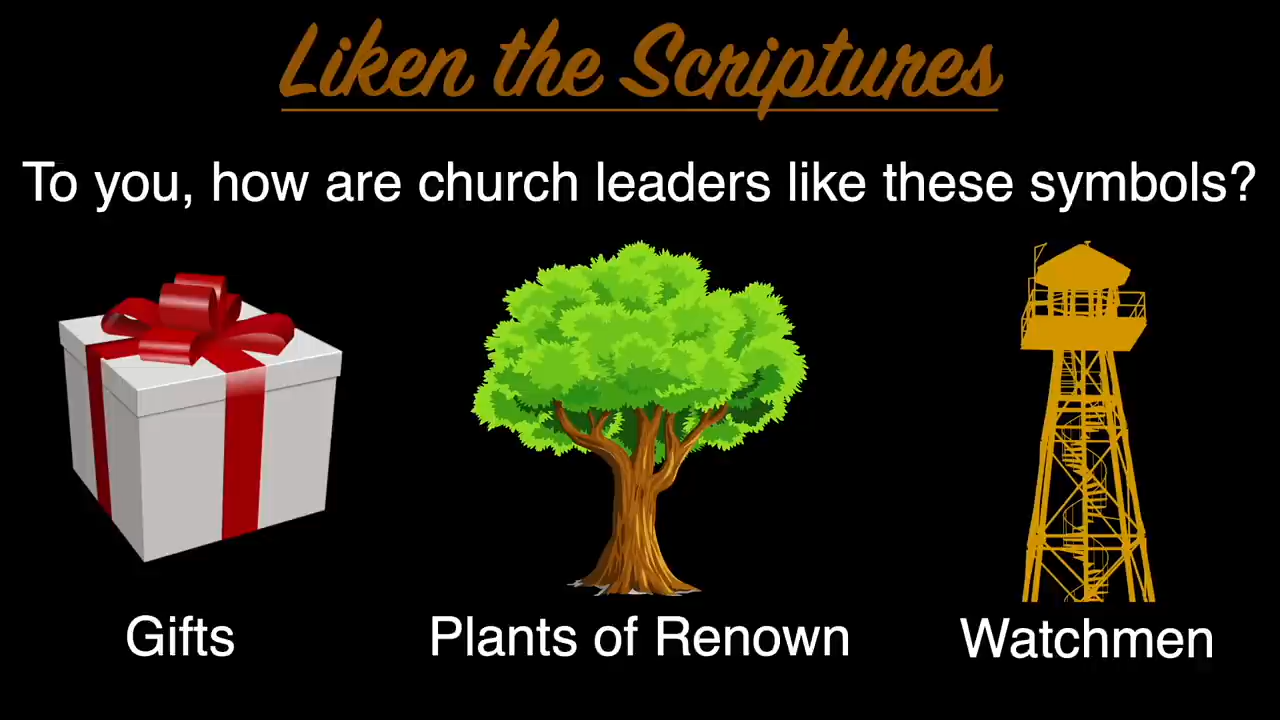 Liken the Scriptures
To you, how are church leaders like these symbols?
Gifts
Plants of Renown
Watchmen